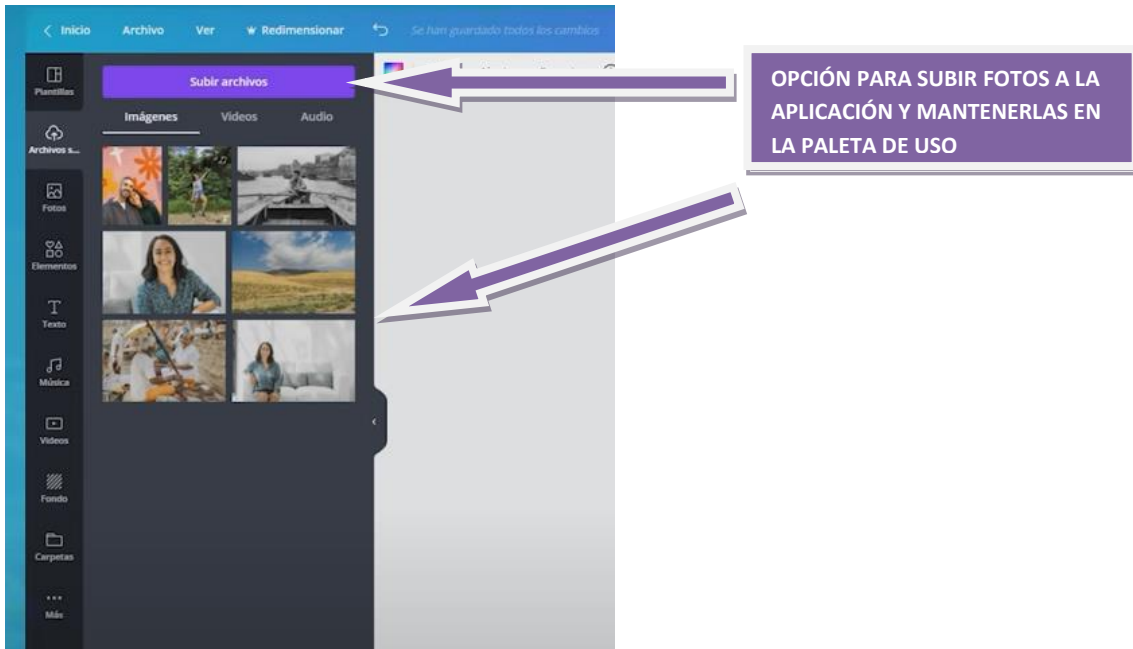 Inicio Archivo Ver Redimensionar Se han guardado todos los cambios
Plantillas
Subir archivos
Imágenes Videos Audio
Archivos s...
Fotos
Elementos
Texto
Música
Videos
Fondo
Carpetas
Más
OPCIÓN PARA SUBIR FOTOS A LA
APLICACIÓN Y MANTENERLAS EN
LA PALETA DE USO